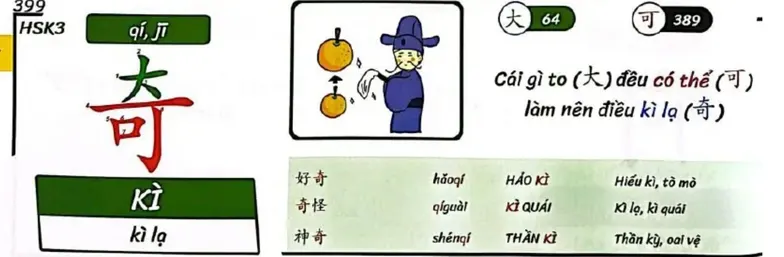 399
HSK3
qí, jī
奇
KÌ
kì lạ
大 64
可 389
Cái gì to (大) đều có thể (可)
làm nên điều kì lạ (奇)
好奇 hàoqí HẢO KÌ Hiếu kì, tò mò
奇怪 qíguài KÌ QUÁI Kì lạ, kì quái
神奇 shénqí THẦN KÌ Thần kỳ, oai vệ